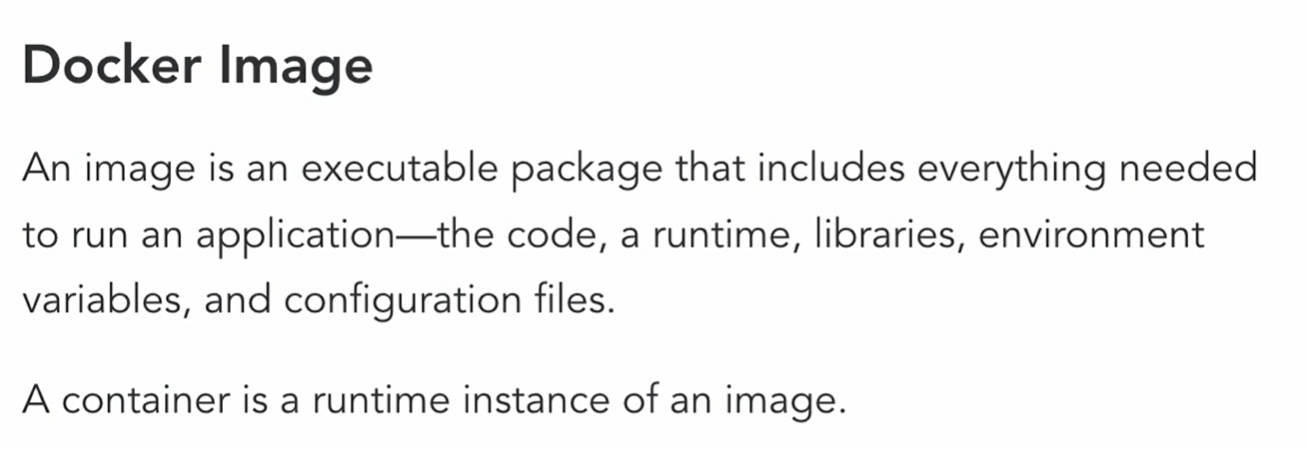 Docker Image
An image is an executable package that includes everything needed
to run an application—the code, a runtime, libraries, environment
variables, and configuration files.
A container is a runtime instance of an image.